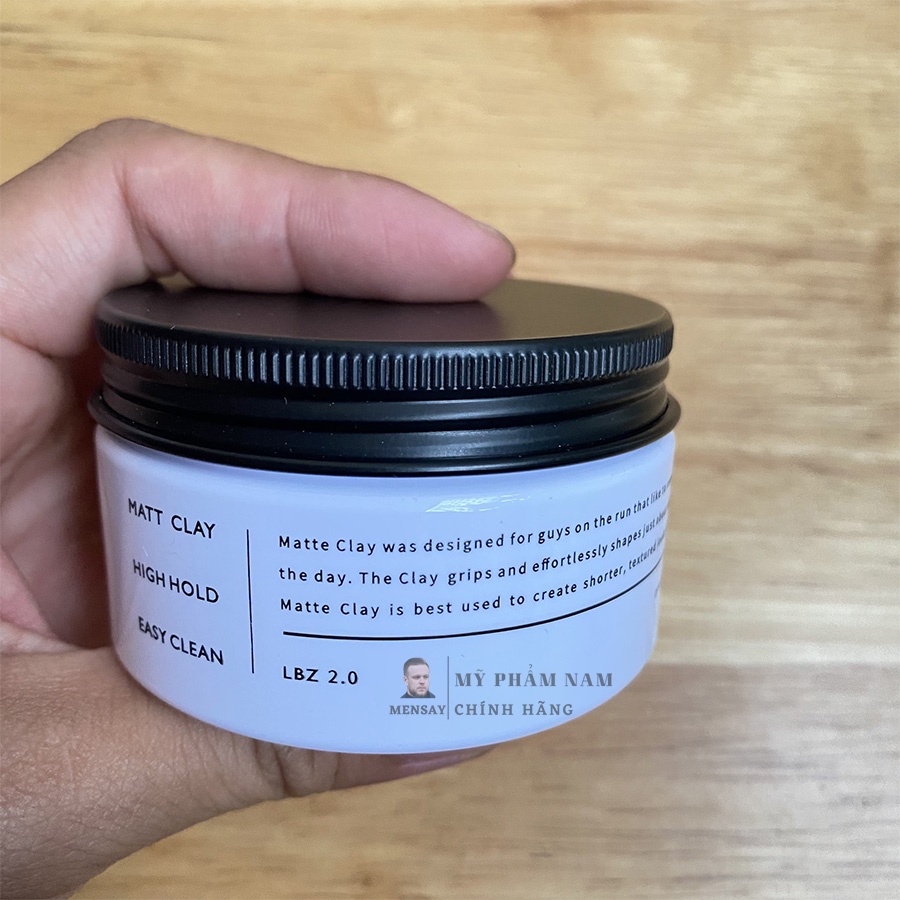 MATT CLAY
HIGH HOLD
EASY CLEAN
Matte Clay was designed for guys on the run that like to
the day. The Clay grips and effortlessly shapes just about
Matte Clay is best used to create shorter, textured
LBZ 2.0
MENSAY
MỸ PHẨM NAM
CHÍNH HÃNG